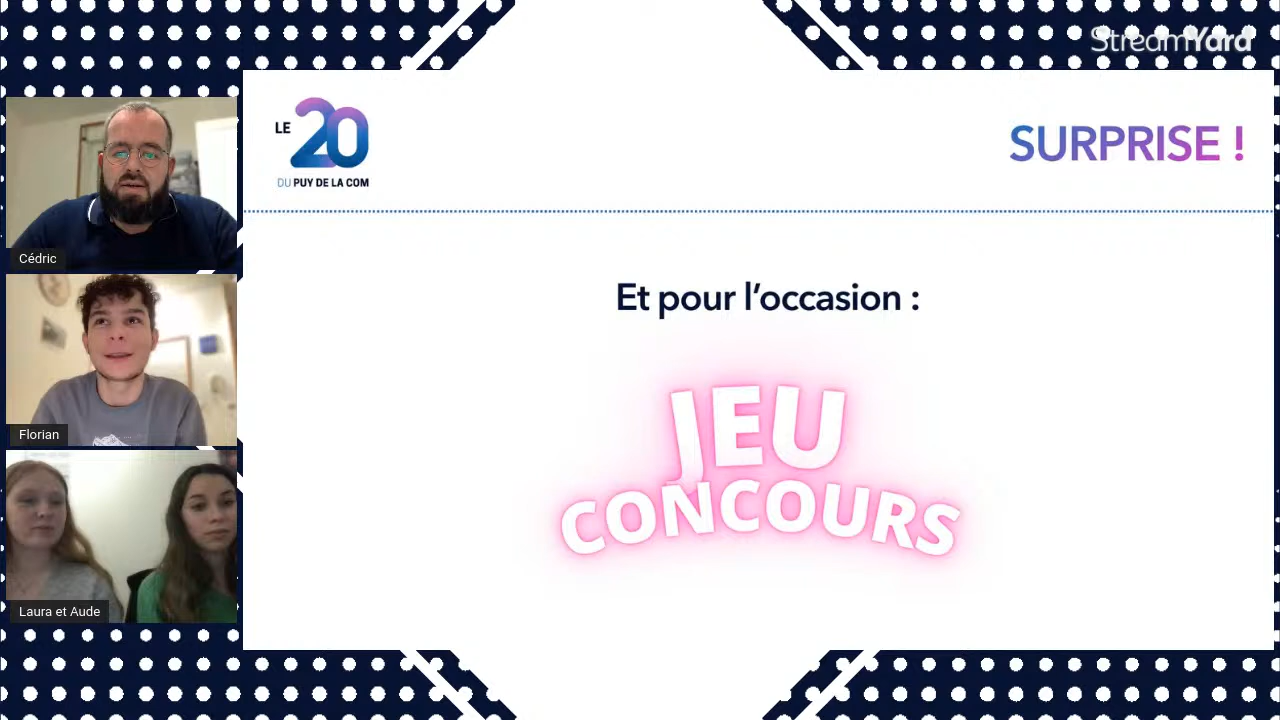 StreamYard
LE 20
DU PUY DE LA COM
SURPRISE !
Et pour l’occasion :
JEU
CONCOURS
Cédric
Florian
Laura et Aude